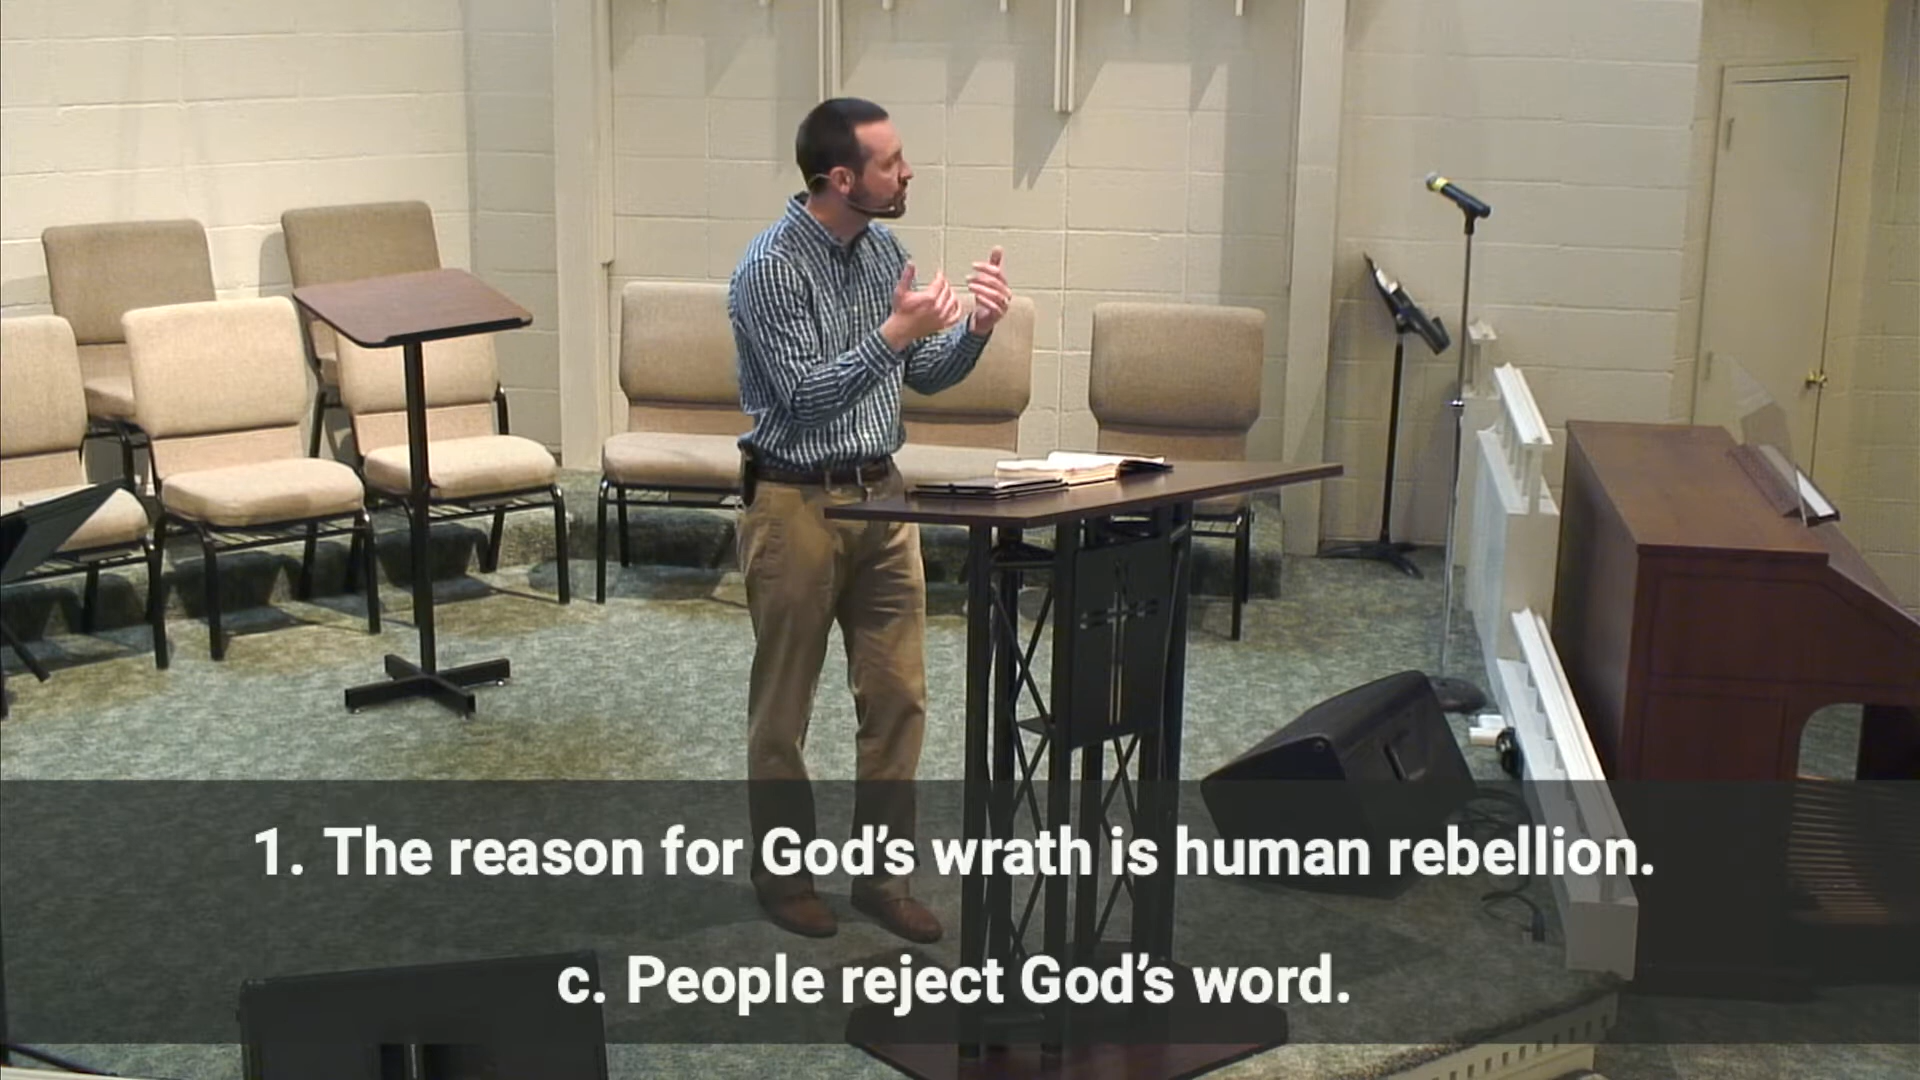 1. The reason for God’s wrath is human rebellion.
c. People reject God’s word.